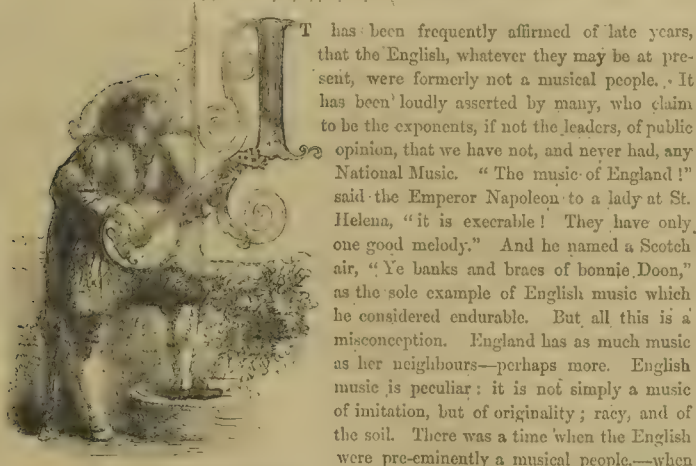 IT has been frequently affirmed of late years,
that the English, whatever they may be at pre-
sent, were formerly not a musical people. It
has been loudly asserted by many, who claim
to be the exponents, if not the leaders, of public
opinion, that we have not, and never had, any
National Music. “The music of England!”
said the Emperor Napoleon to a lady at St.
Helena, “it is execrable! They have only
one good melody.” And he named a Scotch
air, “Ye banks and braes of bonnie Doon,”
as the sole example of English music which
he considered endurable. But all this is a
misconception. England has as much music
as her neighbours—perhaps more. English
music is peculiar: it is not simply a music
of imitation, but of originality; racy, and of
the soil. There was a time when the English
were pre-eminently a musical people,—when